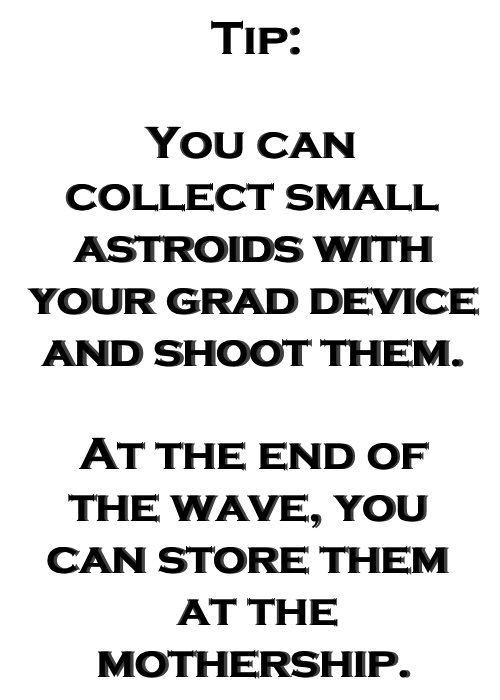 Tip:
You can
collect small
astroids with
your grad device
and shoot them.
At the end of
the wave, you
can store them
at the
mothership.